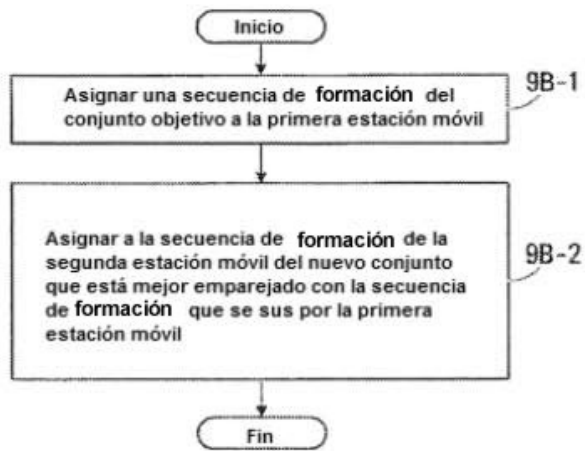 Inicio
Asignar una secuencia de formación del
conjunto objetivo a la primera estación móvil
9B-1
Asignar a la secuencia de formación de la
segunda estación móvil del nuevo conjunto
que está mejor emparejado con la secuencia
de formación que se sus por la primera
estación móvil
9B-2
Fin